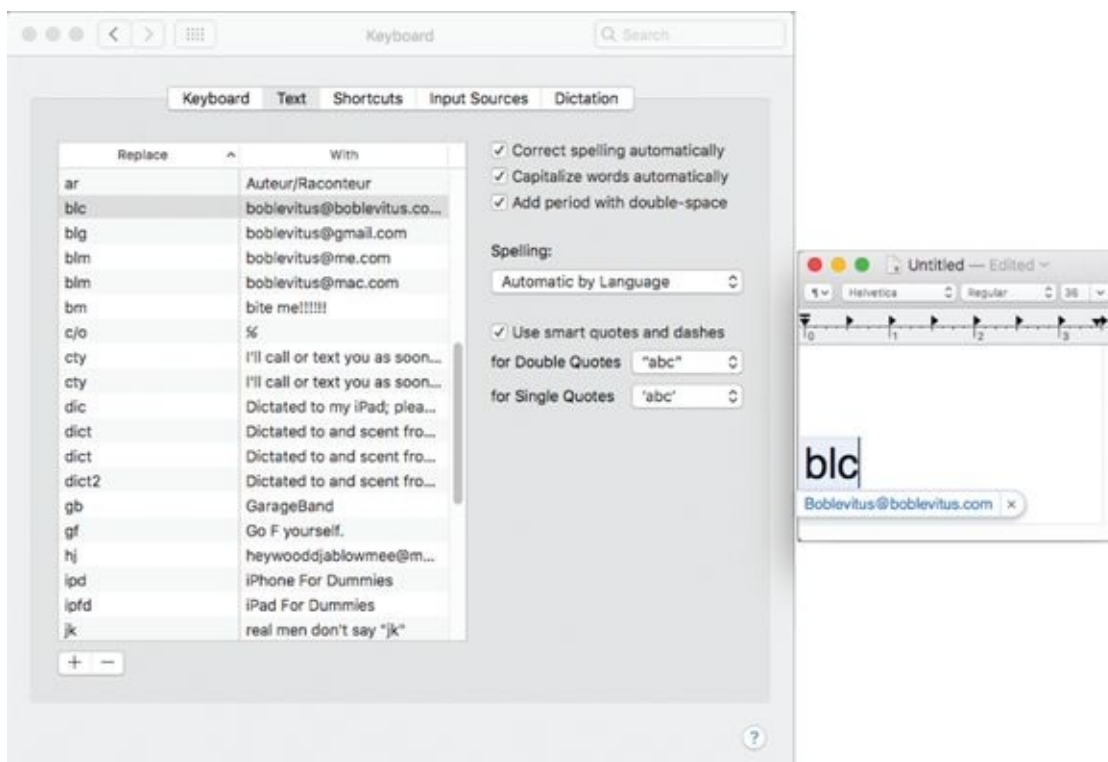 Keyboard
Search
Keyboard Text Shortcuts Input Sources Dictation
Replace With
ar Auteur/Raconteur
blc boblevitus@boblevitus.co...
blg boblevitus@gmail.com
blm boblevitus@me.com
blm boblevitus@mac.com
bm bite me!!!!!!
c/o %
cty I'll call or text you as soon...
cty I'll call or text you as soon...
dic Dictated to my iPad; plea...
dict Dictated to and scent fro...
dict Dictated to and scent fro...
dict2 Dictated to and scent fro...
gb GarageBand
gf Go F yourself.
hj heywooddjablowmee@m...
ipd iPhone For Dummies
ipfd iPad For Dummies
jk real men don't say "jk"
+ −
Correct spelling automatically
Capitalize words automatically
Add period with double-space
Spelling:
Automatic by Language
Use smart quotes and dashes
for Double Quotes "abc"
for Single Quotes 'abc'
?
Untitled — Edited
¶ Helvetica Regular 36
0 1 2 3
blc
Boblevitus@boblevitus.com ×